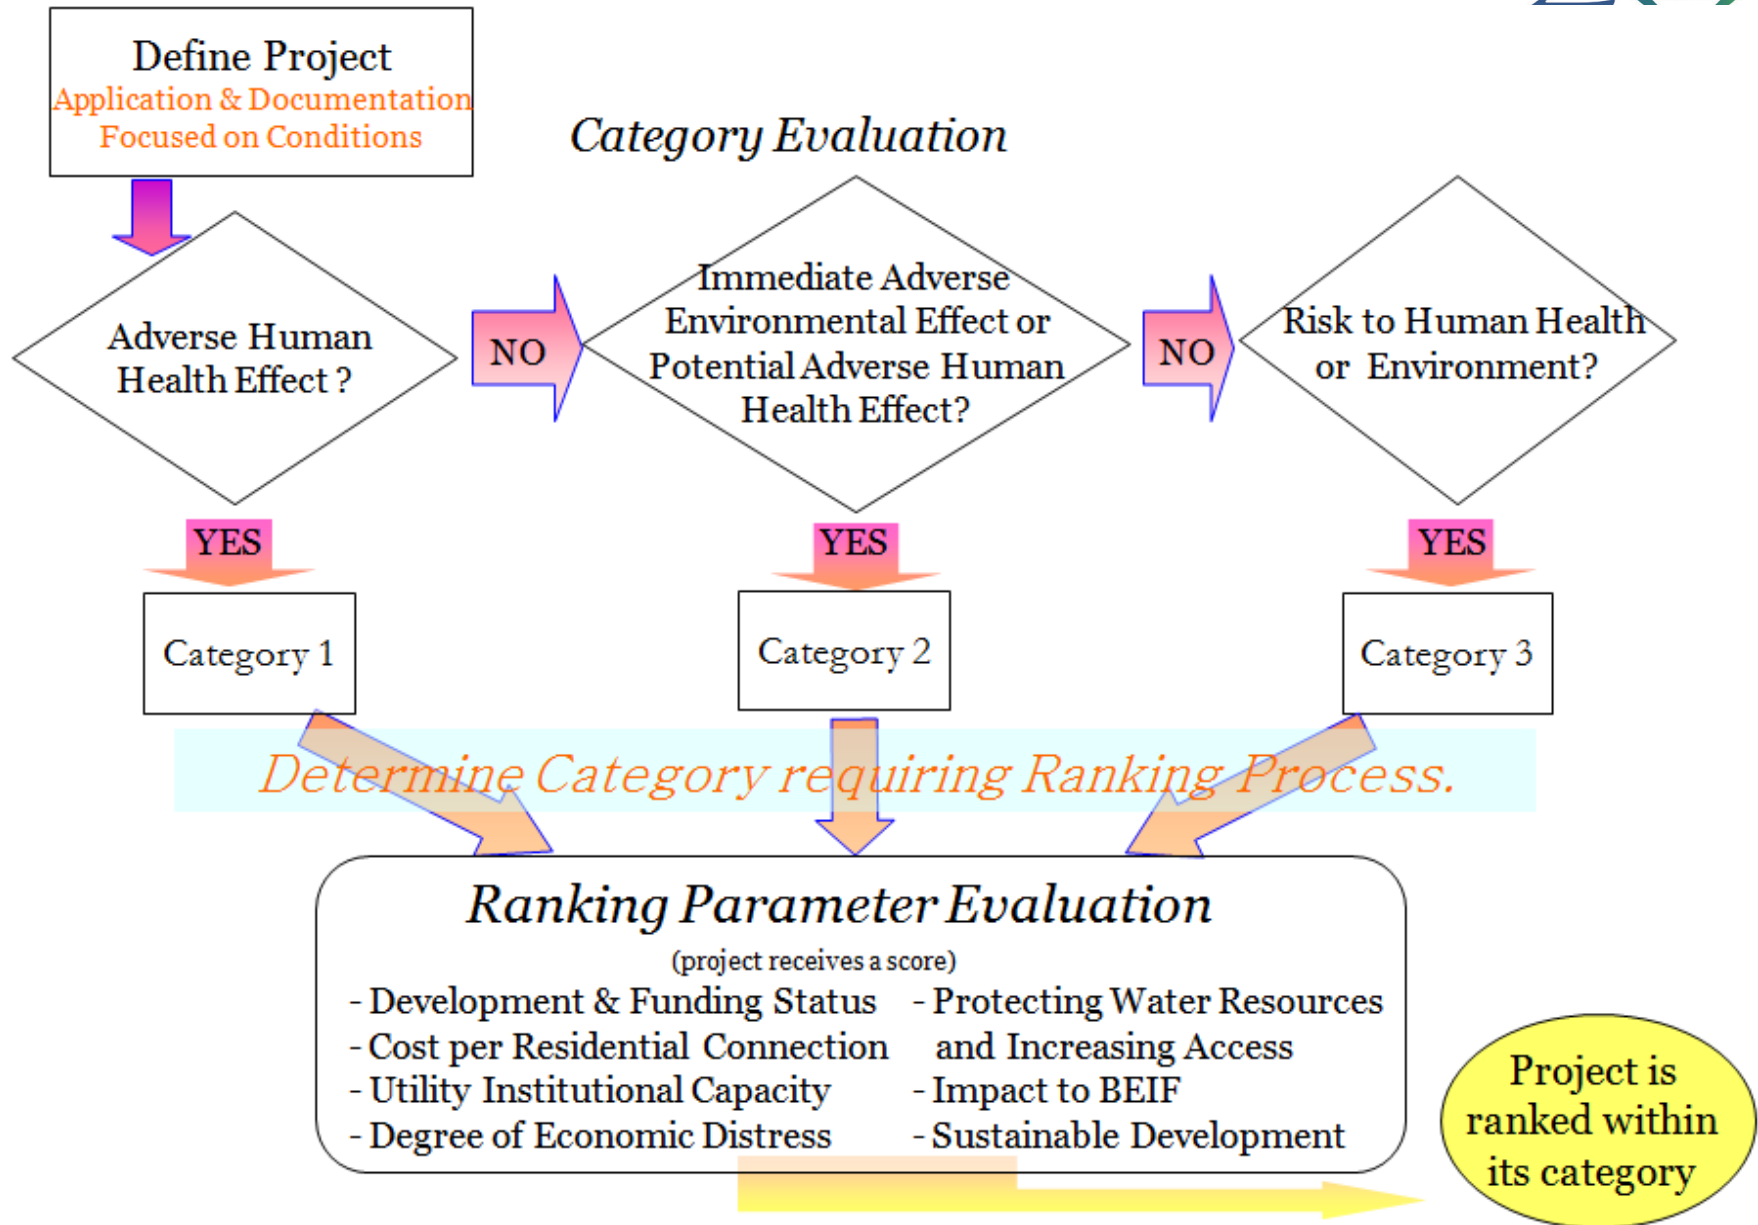 Define Project
Application & Documentation
Focused on Conditions
Category Evaluation
Adverse Human
Health Effect ?
NO
Immediate Adverse
Environmental Effect or
Potential Adverse Human
Health Effect?
NO
Risk to Human Health
or Environment?
YES
YES
YES
Category 1
Category 2
Category 3
Determine Category requiring Ranking Process.
Ranking Parameter Evaluation
(project receives a score)
- Development & Funding Status
- Cost per Residential Connection
- Utility Institutional Capacity
- Degree of Economic Distress
- Protecting Water Resources
and Increasing Access
- Impact to BEIF
- Sustainable Development
Project is
ranked within
its category